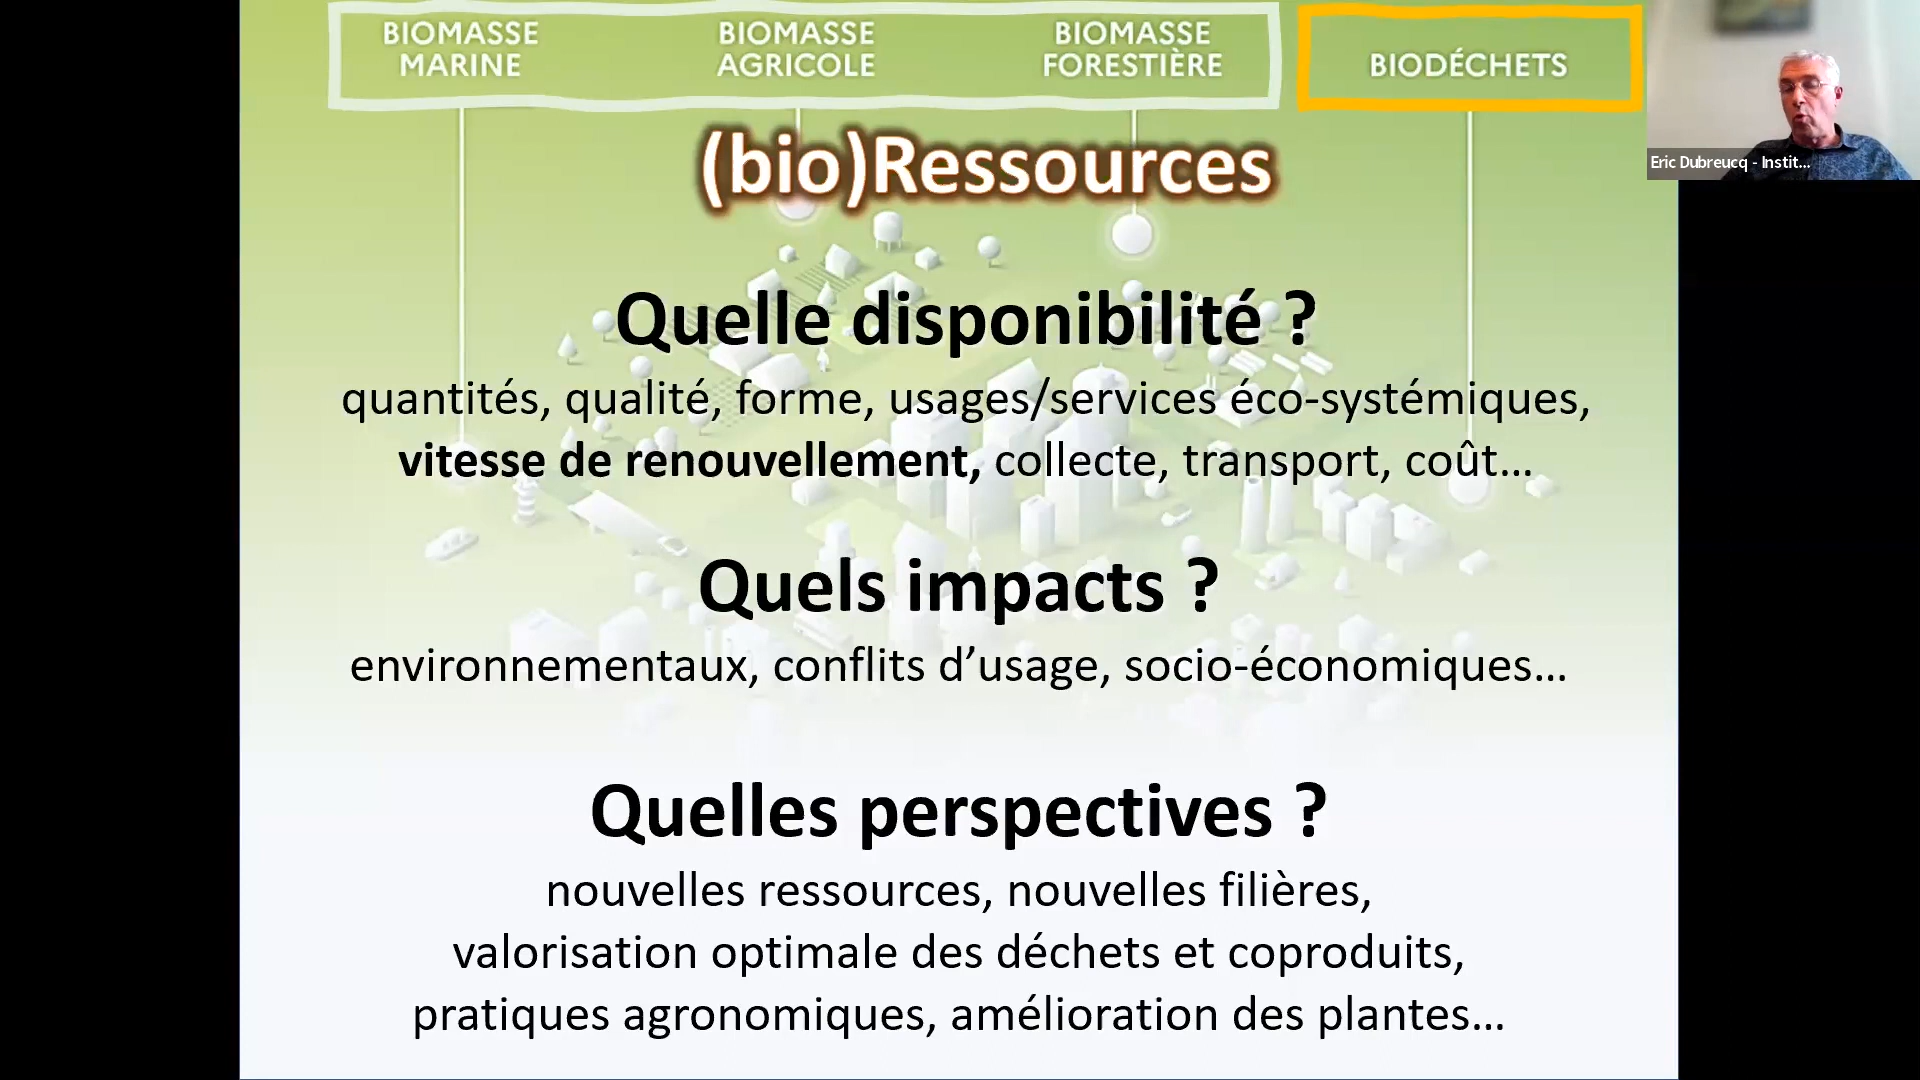 BIOMASSE
MARINE
BIOMASSE
AGRICOLE
BIOMASSE
FORESTIÈRE
BIODÉCHETS
Eric Dubreucq - Instit...
(bio)Ressources
Quelle disponibilité ?
quantités, qualité, forme, usages/services éco-systémiques,
vitesse de renouvellement, collecte, transport, coût…
Quels impacts ?
environnementaux, conflits d’usage, socio-économiques…
Quelles perspectives ?
nouvelles ressources, nouvelles filières,
valorisation optimale des déchets et coproduits,
pratiques agronomiques, amélioration des plantes…